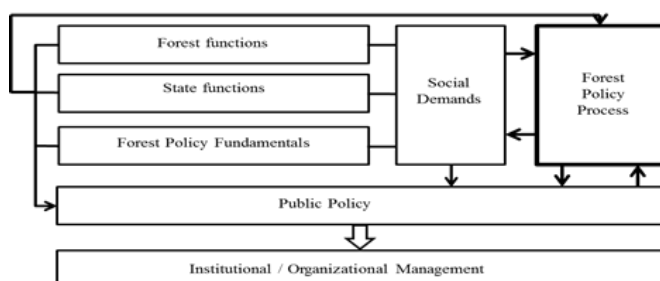 Forest functions
State functions
Forest Policy Fundamentals
Social
Demands
Forest
Policy
Process
Public Policy
Institutional / Organizational Management